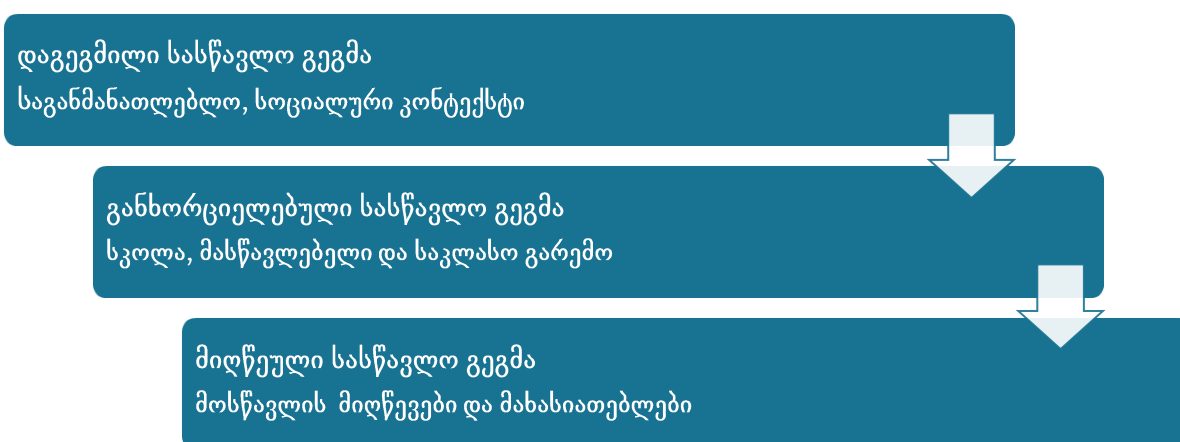 დაგეგმილი სასწავლო გეგმა
საგანმანათლებლო, სოციალური კონტექსტი
განხორციელებული სასწავლო გეგმა
სკოლა, მასწავლებელი და საკლასო გარემო
მიღწეული სასწავლო გეგმა
მოსწავლის  მიღწევები და მახასიათებლები